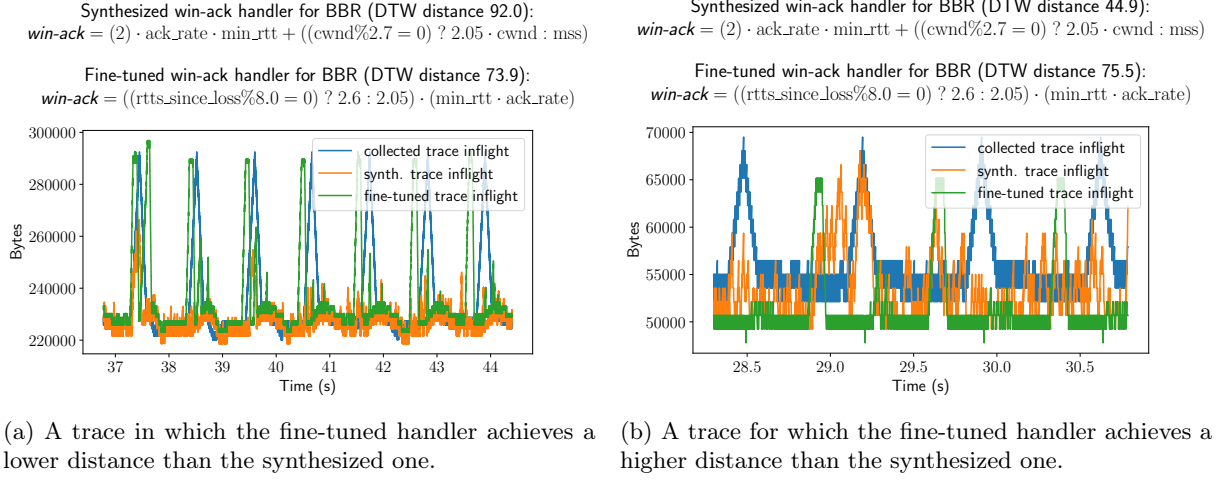 Synthesized win-ack handler for BBR (DTW distance 92.0):
win-ack = (2) · ack_rate · min_rtt + ((cwnd%2.7 = 0) ? 2.05 · cwnd : mss)
Fine-tuned win-ack handler for BBR (DTW distance 73.9):
win-ack = ((rtts_since_loss%8.0 = 0) ? 2.6 : 2.05) · (min_rtt · ack_rate)
300000
280000
260000
240000
220000
Bytes
collected trace inflight
synth. trace inflight
fine-tuned trace inflight
37 38 39 40 41 42 43 44
Time (s)
(a) A trace in which the fine-tuned handler achieves a
lower distance than the synthesized one.
Synthesized win-ack handler for BBR (DTW distance 44.9):
win-ack = (2) · ack_rate · min_rtt + ((cwnd%2.7 = 0) ? 2.05 · cwnd : mss)
Fine-tuned win-ack handler for BBR (DTW distance 75.5):
win-ack = ((rtts_since_loss%8.0 = 0) ? 2.6 : 2.05) · (min_rtt · ack_rate)
70000
65000
60000
55000
50000
Bytes
collected trace inflight
synth. trace inflight
fine-tuned trace inflight
28.5 29.0 29.5 30.0 30.5
Time (s)
(b) A trace for which the fine-tuned handler achieves a
higher distance than the synthesized one.